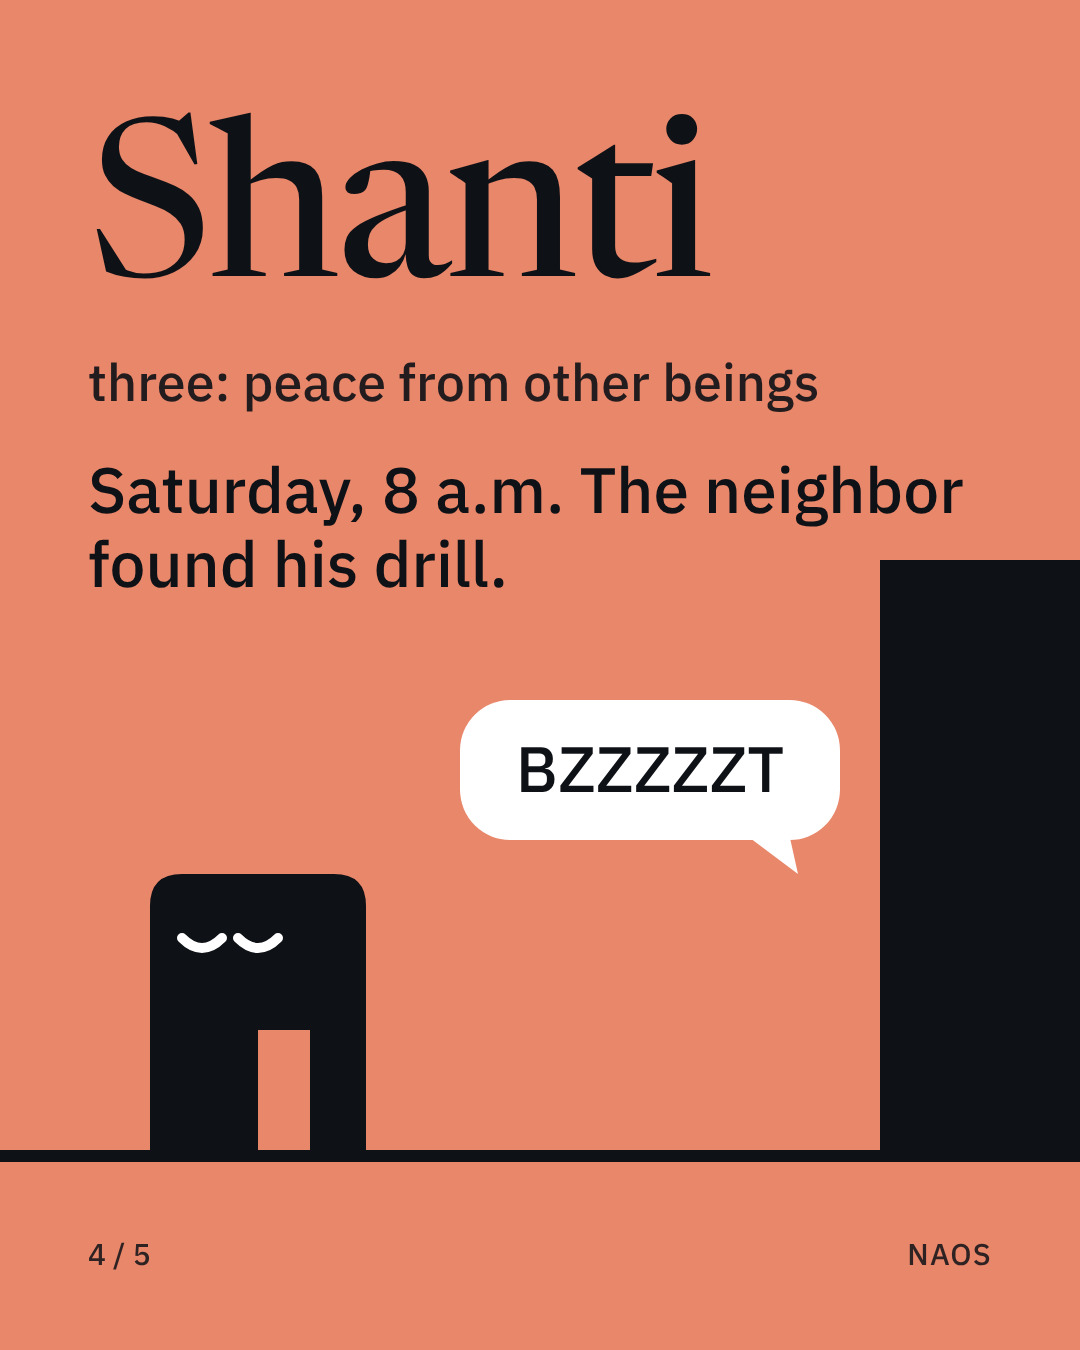 Shanti
three: peace from other beings
Saturday, 8 a.m. The neighbor
found his drill.
BZZZZZT
4 / 5
NAOS